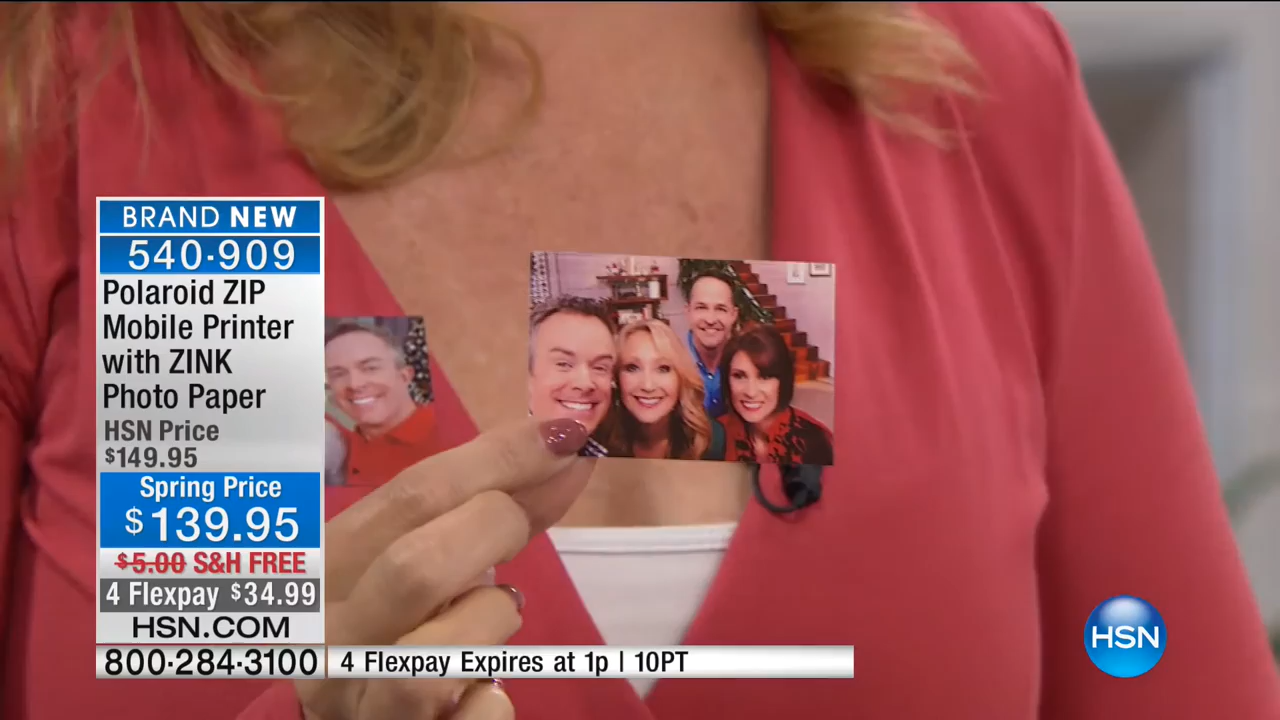 BRAND NEW
540-909
Polaroid ZIP
Mobile Printer
with ZINK
Photo Paper
HSN Price
$149.95
Spring Price
$139.95
$5.00 S&H FREE
4 Flexpay $34.99
HSN.COM
800-284-3100
4 Flexpay Expires at 1p | 10PT
HSN